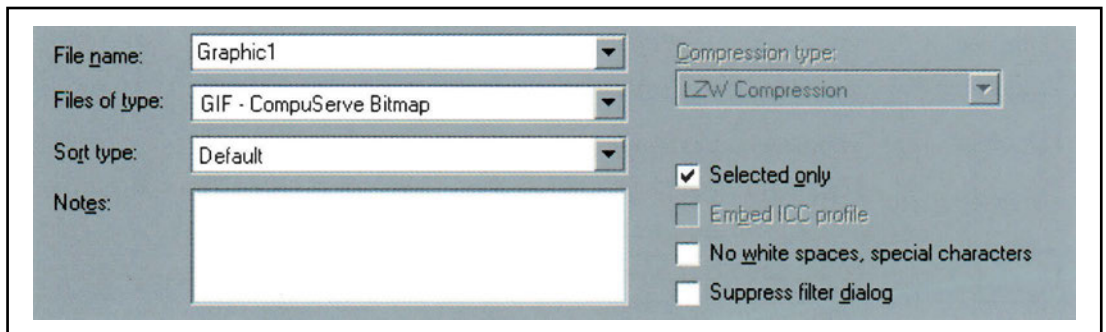 File name:
Graphic1
Files of type:
GIF - CompuServe Bitmap
Sort type:
Default
Notes:
Compression type:
LZW Compression
Selected only
Embed ICC profile
No white spaces, special characters
Suppress filter dialog